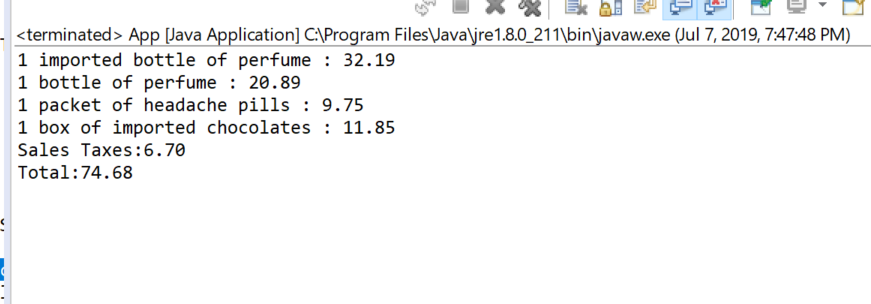 <terminated> App [Java Application] C:\Program Files\Java\jre1.8.0_211\bin\javaw.exe (Jul 7, 2019, 7:47:48 PM)
1 imported bottle of perfume : 32.19
1 bottle of perfume : 20.89
1 packet of headache pills : 9.75
1 box of imported chocolates : 11.85
Sales Taxes:6.70
Total:74.68